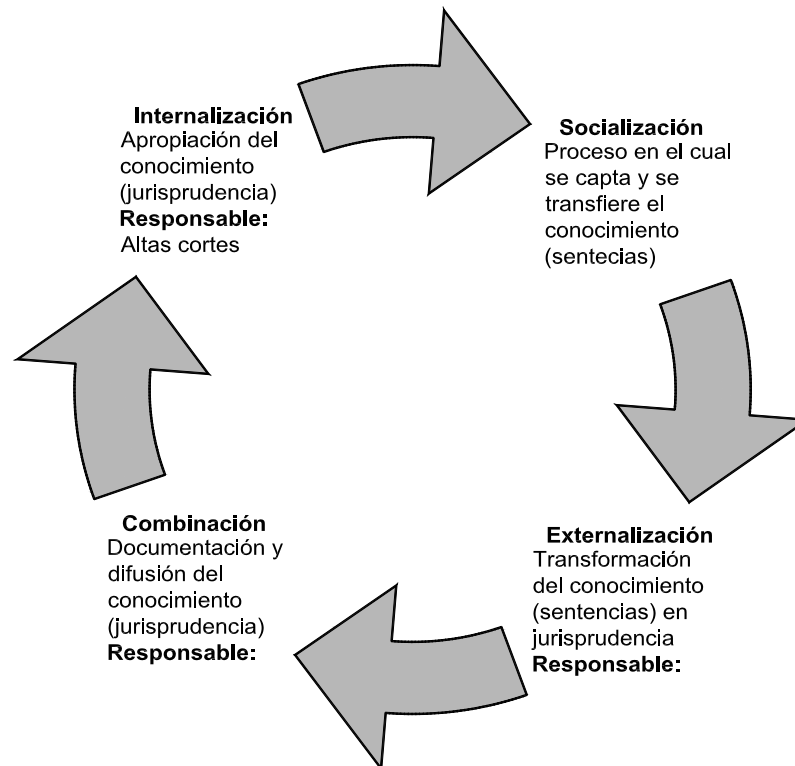 Internalización
Apropiación del
conocimiento
(jurisprudencia)
Responsable:
Altas cortes
Socialización
Proceso en el cual
se capta y se
transfiere el
conocimiento
(sentecias)
Externalización
Transformación
del conocimiento
(sentencias) en
jurisprudencia
Responsable:
Combinación
Documentación y
difusión del
conocimiento
(jurisprudencia)
Responsable: